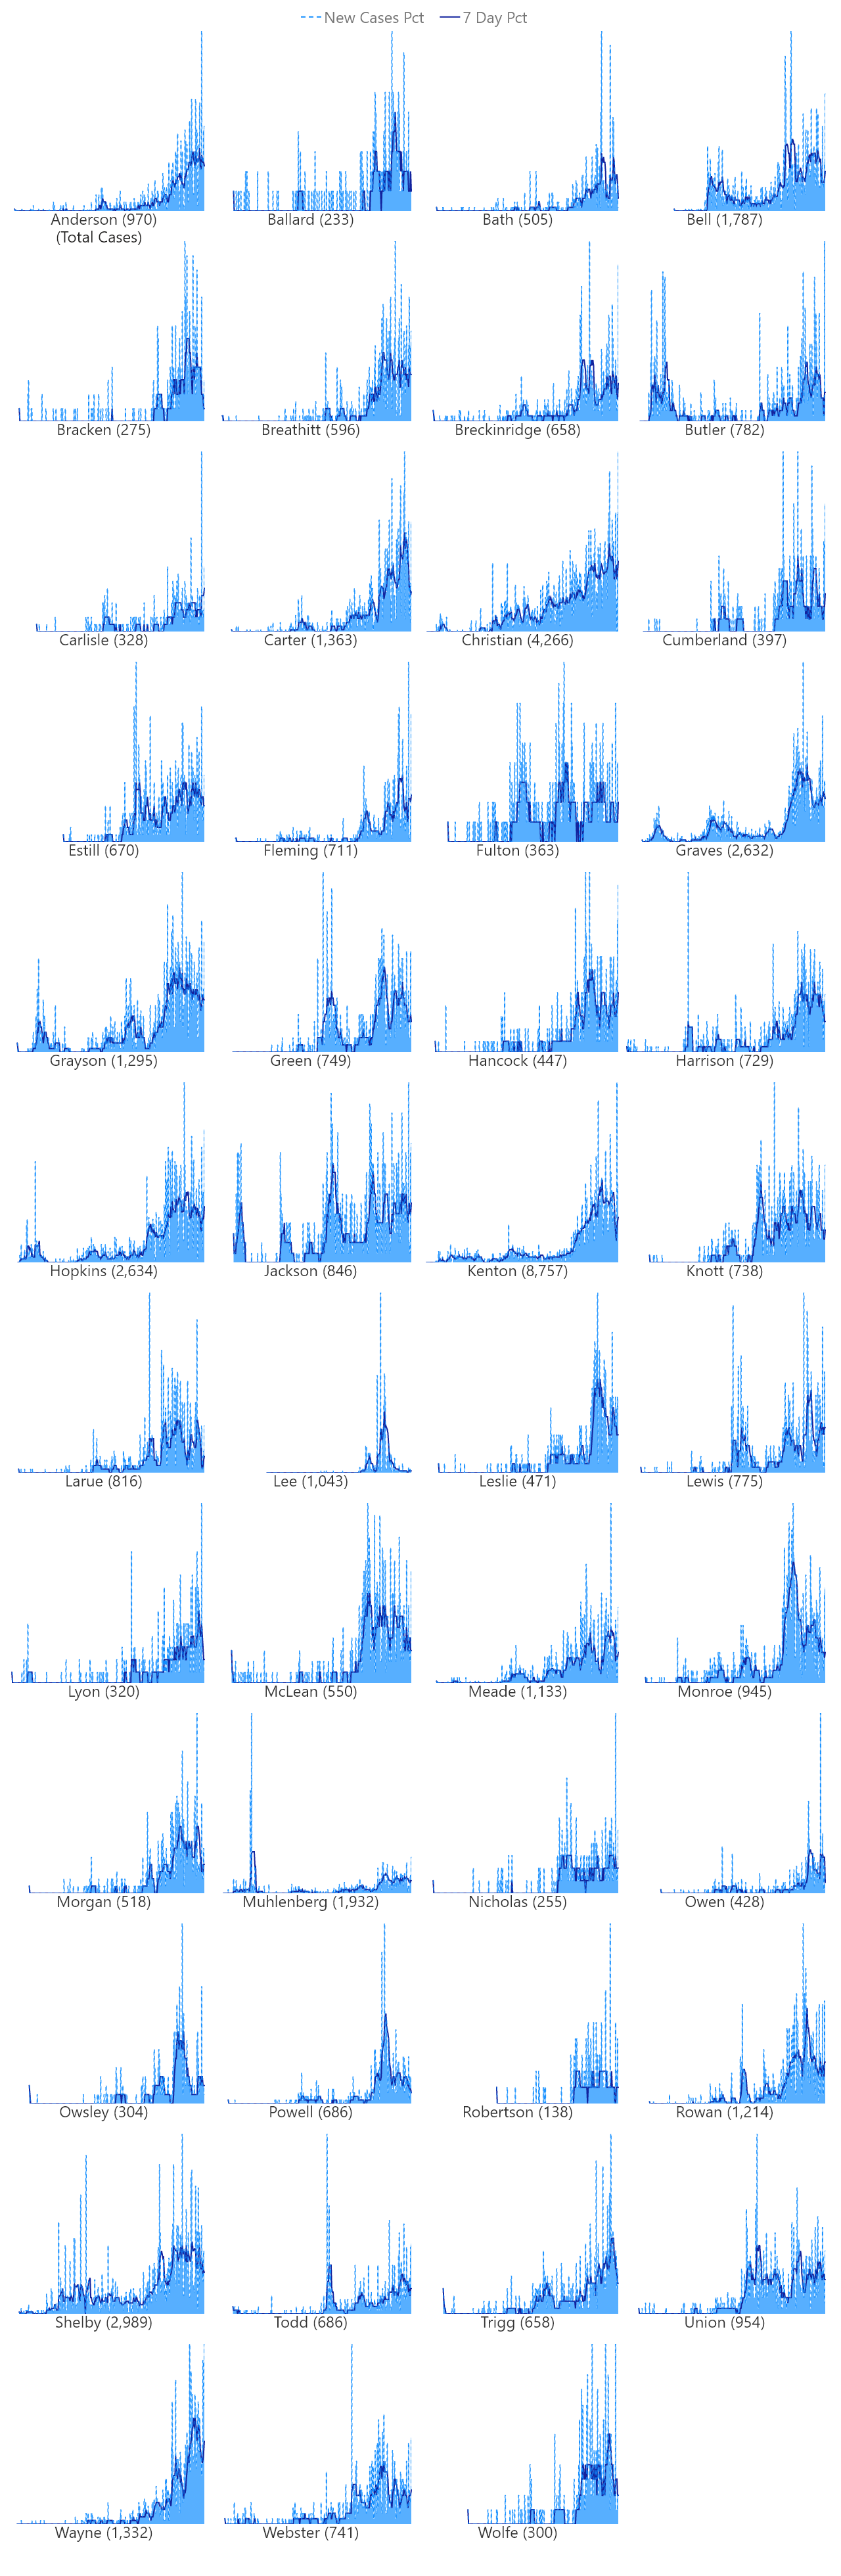 New Cases Pct 7 Day Pct
Anderson (970) Ballard (233) Bath (505) Bell (1,787)
(Total Cases)
Bracken (275) Breathitt (596) Breckinridge (658) Butler (782)
Carlisle (328) Carter (1,363) Christian (4,266) Cumberland (397)
Estill (670) Fleming (711) Fulton (363) Graves (2,632)
Grayson (1,295) Green (749) Hancock (447) Harrison (729)
Hopkins (2,634) Jackson (846) Kenton (8,757) Knott (738)
Larue (816) Lee (1,043) Leslie (471) Lewis (775)
Lyon (320) McLean (550) Meade (1,133) Monroe (945)
Morgan (518) Muhlenberg (1,932) Nicholas (255) Owen (428)
Owsley (304) Powell (686) Robertson (138) Rowan (1,214)
Shelby (2,989) Todd (686) Trigg (658) Union (954)
Wayne (1,332) Webster (741) Wolfe (300)